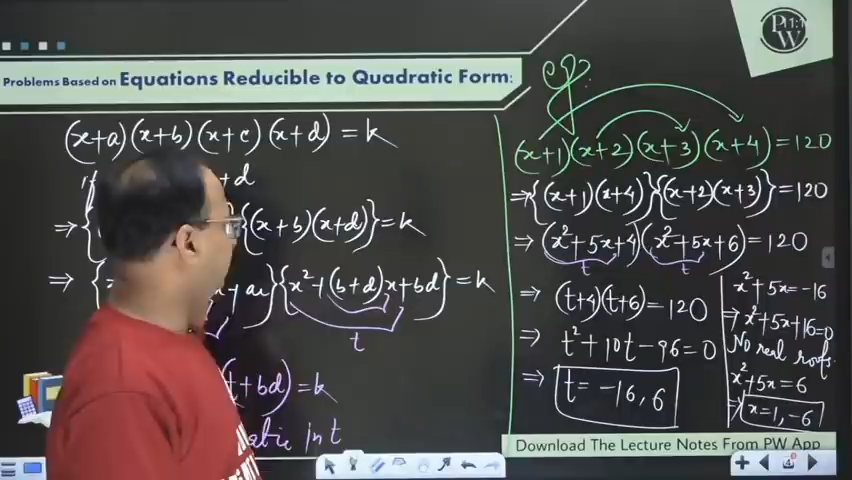 PW
Problems Based on Equations Reducible to Quadratic Form:
(x+a)(x+b)(x+c)(x+d) = k
+d
⇒ {(x+b)(x+d)} = k
⇒ {x²+(b+d)x+bd} = k
t
(t+bd) = k
in t
eg:
(x+1)(x+2)(x+3)(x+4) = 120
⇒ {(x+1)(x+4)}{(x+2)(x+3)} = 120
⇒ (x²+5x+4)(x²+5x+6) = 120
t t
⇒ (t+4)(t+6) = 120
⇒ t²+10t-96=0
⇒ t = -16, 6
x²+5x=-16
⇒ x²+5x+16=0
No real roots
x²+5x=6
⇒ x=1,-6
Download The Lecture Notes From PW App